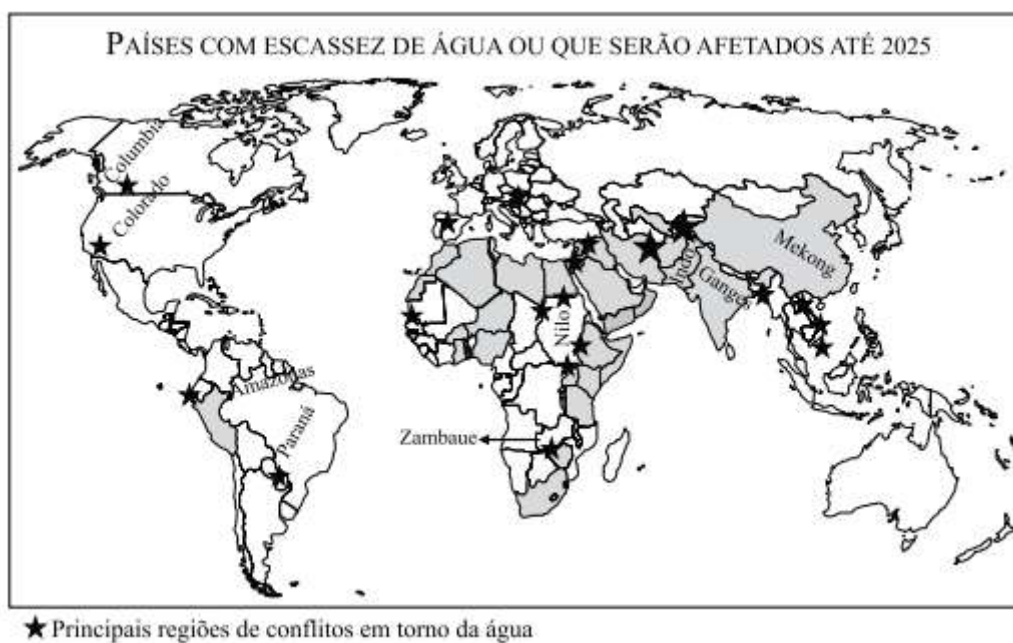 PAÍSES COM ESCASSEZ DE ÁGUA OU QUE SERÃO AFETADOS ATÉ 2025
Columbia
Colorado
Mekong
Indo
Ganges
Nilo
Amazonas
Paraná
Zambaue
★ Principais regiões de conflitos em torno da água